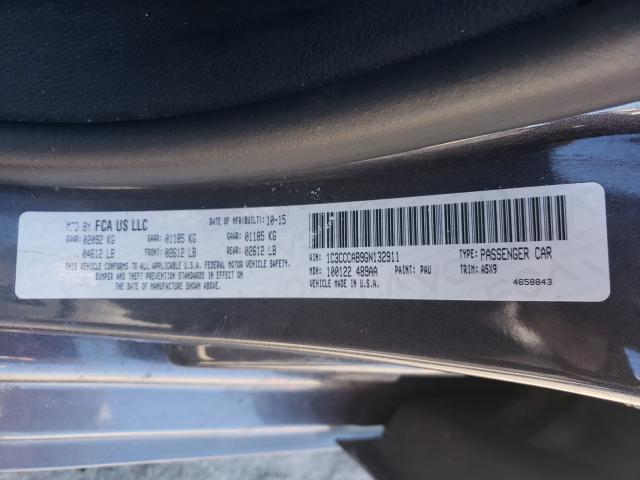 MTD BY FCA US LLC DATE OF MFR(BUILT): 10-15
GVWR: 02092 KG GAWR: 01185 KG GAWR: 01185 KG
04612 LB FRONT: 02612 LB REAR: 02612 LB
THIS VEHICLE CONFORMS TO ALL APPLICABLE U.S.A. FEDERAL MOTOR VEHICLE SAFETY,
BUMPER AND THEFT PREVENTION STANDARDS IN EFFECT ON
THE DATE OF MANUFACTURE SHOWN ABOVE.
VIN: 1C3CCCAB9GN132911 TYPE: PASSENGER CAR
MDH: 100122 489AA PAINT: PAU TRIM: A5X9
VEHICLE MADE IN U.S.A. 4658843